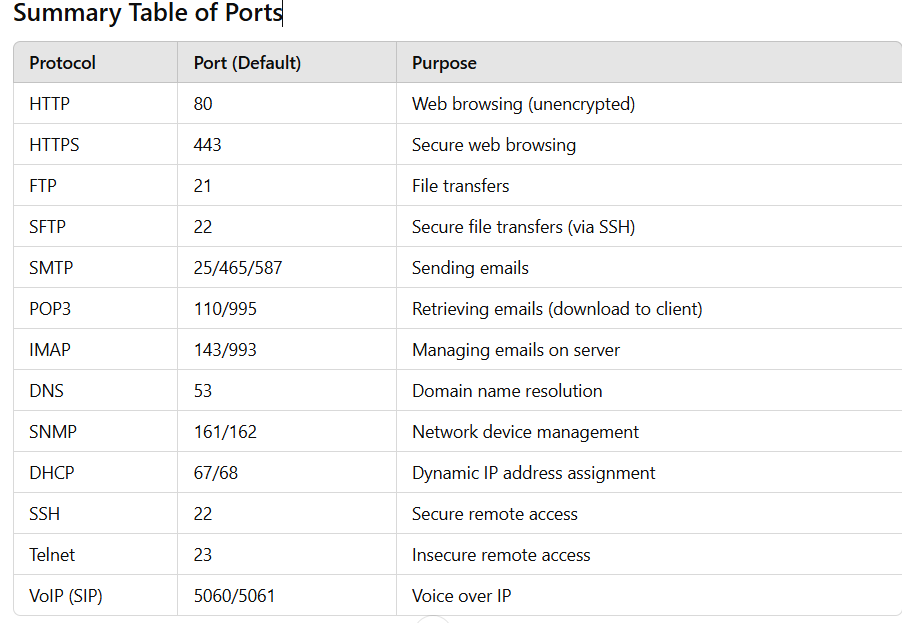 Summary Table of Ports
Protocol Port (Default) Purpose
HTTP 80 Web browsing (unencrypted)
HTTPS 443 Secure web browsing
FTP 21 File transfers
SFTP 22 Secure file transfers (via SSH)
SMTP 25/465/587 Sending emails
POP3 110/995 Retrieving emails (download to client)
IMAP 143/993 Managing emails on server
DNS 53 Domain name resolution
SNMP 161/162 Network device management
DHCP 67/68 Dynamic IP address assignment
SSH 22 Secure remote access
Telnet 23 Insecure remote access
VoIP (SIP) 5060/5061 Voice over IP